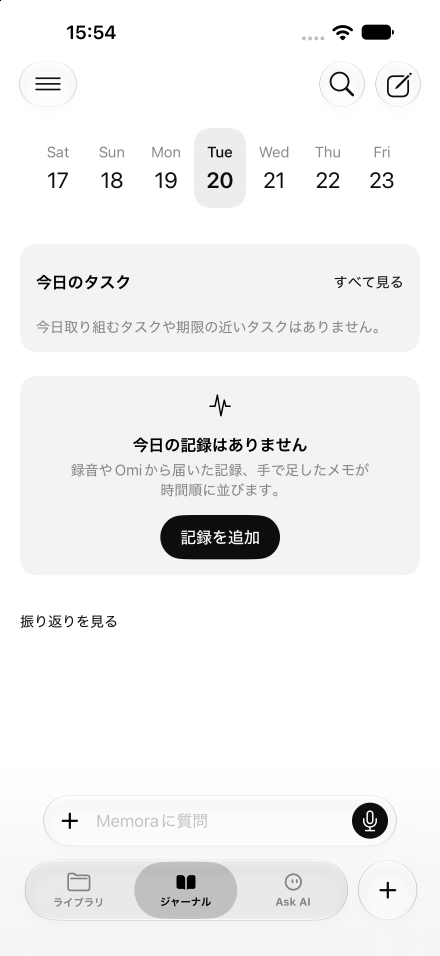 15:54
Sat Sun Mon Tue Wed Thu Fri
17 18 19 20 21 22 23
今日のタスク すべて見る
今日取り組むタスクや期限の近いタスクはありません。
今日の記録はありません
録音やOmiから届いた記録、手で足したメモが
時間順に並びます。
記録を追加
振り返りを見る
Memoraに質問
ライブラリ ジャーナル Ask AI